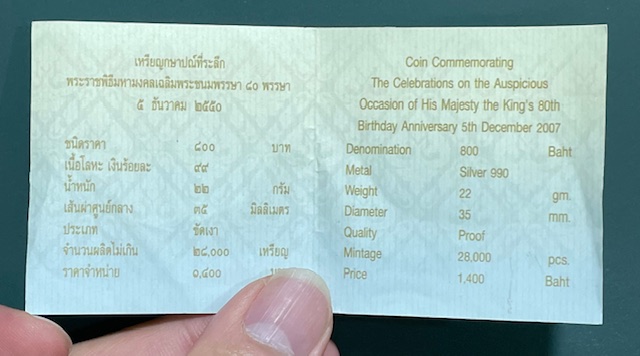 เหรียญกษาปณ์ที่ระลึก
พระราชพิธีมหามงคลเฉลิมพระชนมพรรษา ๘๐ พรรษา
๕ ธันวาคม ๒๕๕๐
ชนิดราคา ๘๐๐ บาท
เนื้อโลหะ เงินร้อยละ ๙๙
น้ำหนัก ๒๒ กรัม
เส้นผ่าศูนย์กลาง ๓๕ มิลลิเมตร
ประเภท ขัดเงา
จำนวนผลิตไม่เกิน ๒๘,๐๐๐ เหรียญ
ราคาจำหน่าย ๑,๔๐๐
Coin Commemorating
The Celebrations on the Auspicious
Occasion of His Majesty the King's 80th
Birthday Anniversary 5th December 2007
Denomination 800 Baht
Metal Silver 990
Weight 22 gm.
Diameter 35 mm.
Quality Proof
Mintage 28,000 pcs.
Price 1,400 Baht